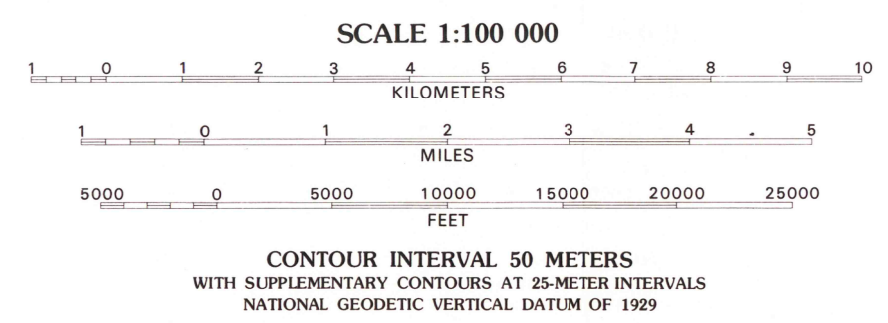 SCALE 1:100 000
1 0 1 2 3 4 5 6 7 8 9 10
KILOMETERS
1 0 1 2 3 4 5
MILES
5000 0 5000 10000 15000 20000 25000
FEET
CONTOUR INTERVAL 50 METERS
WITH SUPPLEMENTARY CONTOURS AT 25-METER INTERVALS
NATIONAL GEODETIC VERTICAL DATUM OF 1929